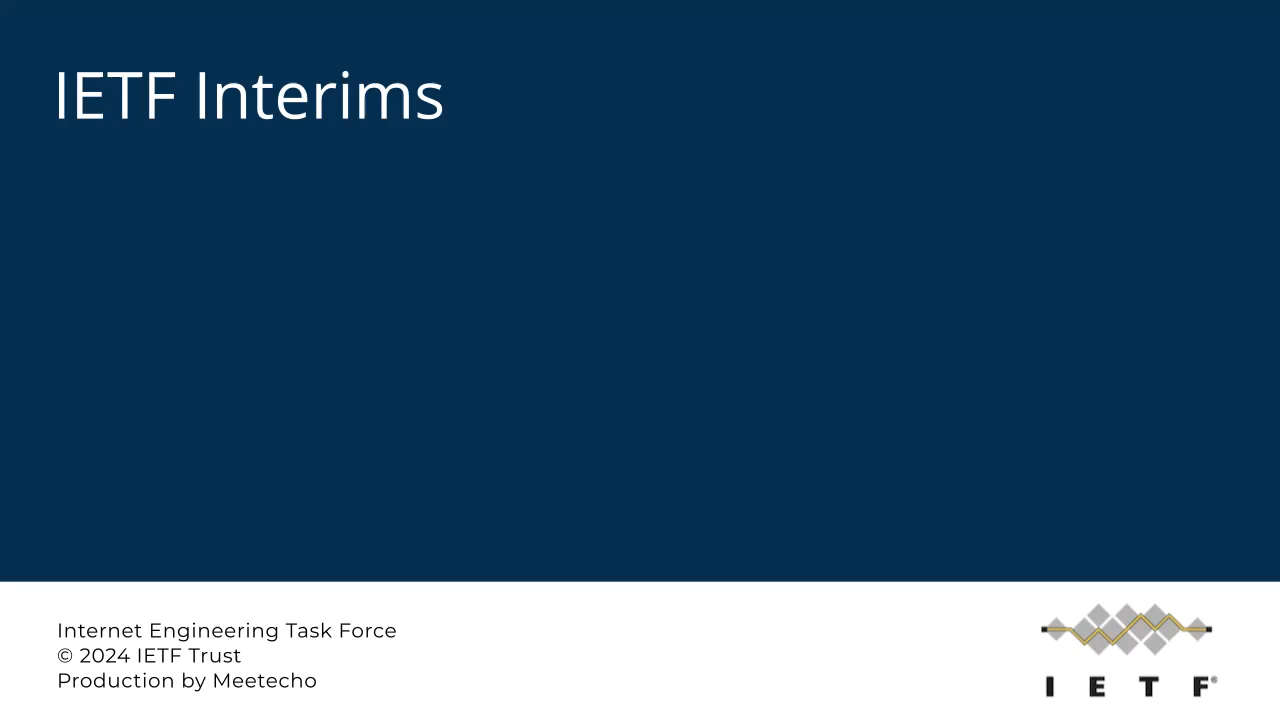 IETF Interims
Internet Engineering Task Force
© 2024 IETF Trust
Production by Meetecho
I E T F®